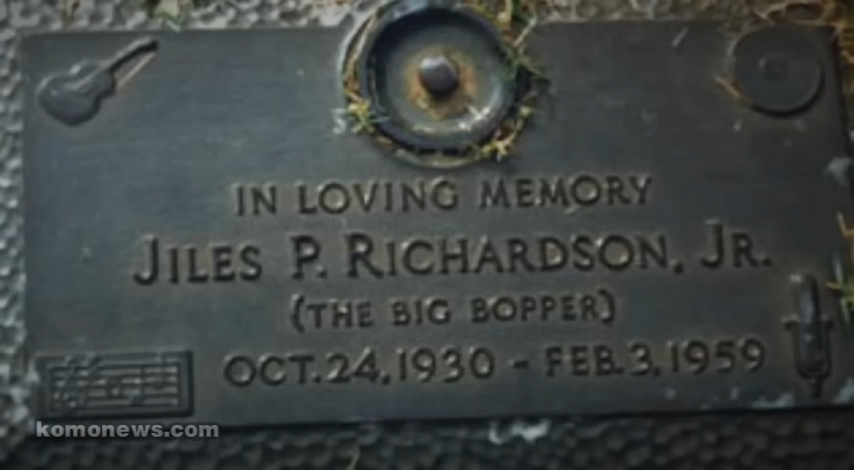 IN LOVING MEMORY
JILES P. RICHARDSON, JR.
(THE BIG BOPPER)
OCT. 24, 1930 - FEB. 3, 1959
komonews.com